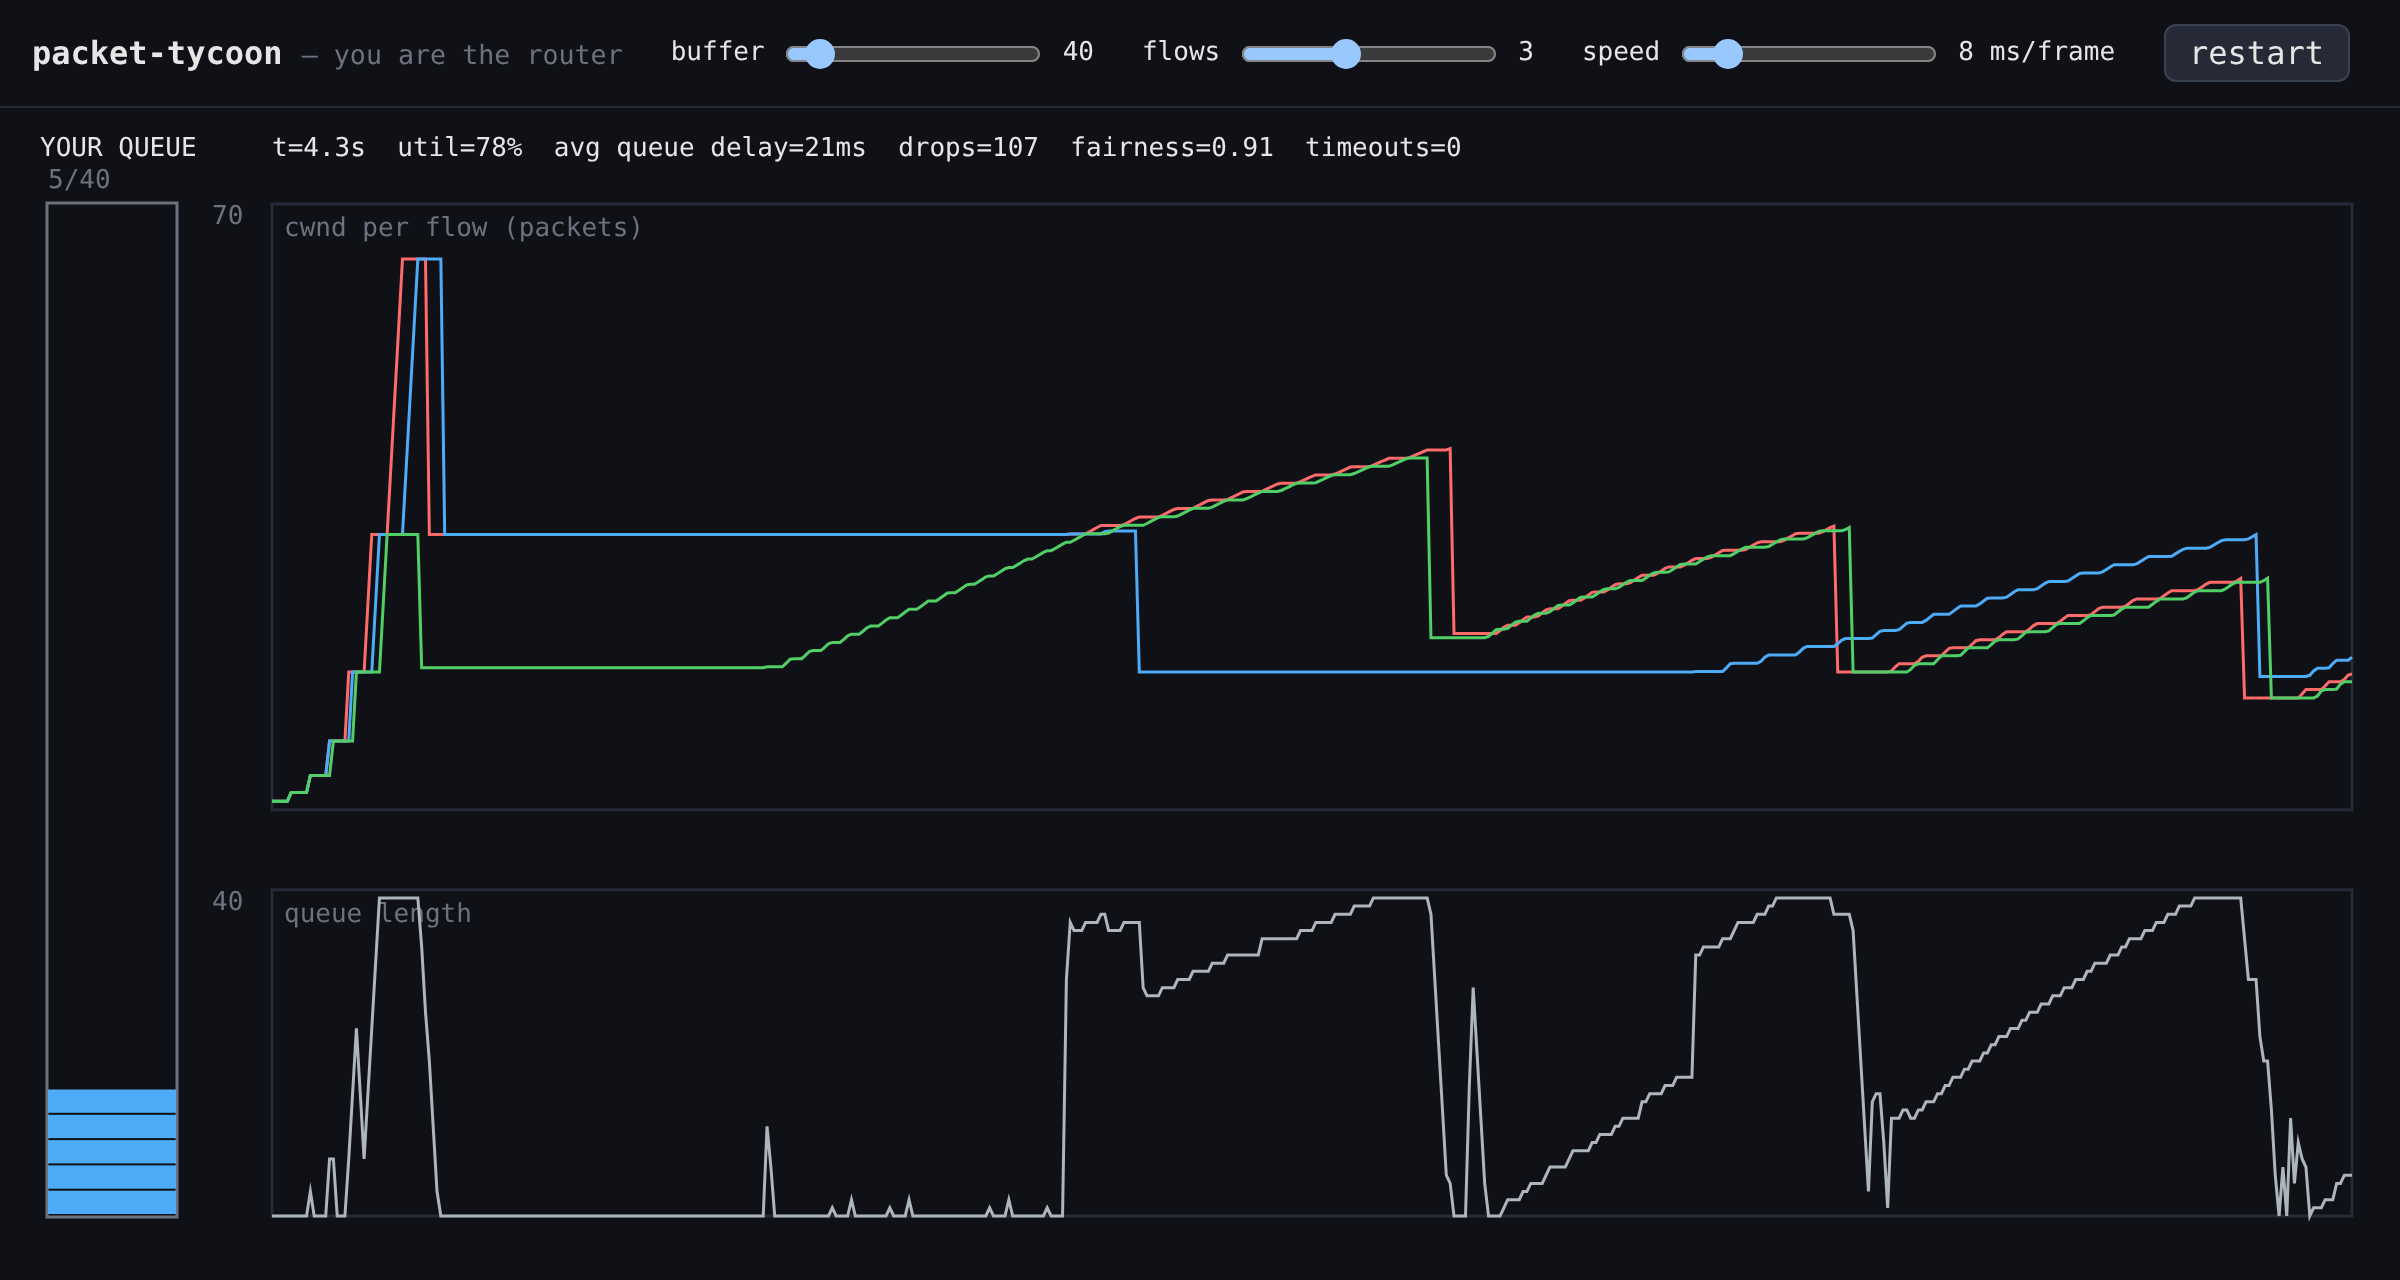 packet-tycoon — you are the router buffer 40 flows 3 speed 8 ms/frame restart
YOUR QUEUE t=4.3s util=78% avg queue delay=21ms drops=107 fairness=0.91 timeouts=0
5/40
70
cwnd per flow (packets)
40
queue length